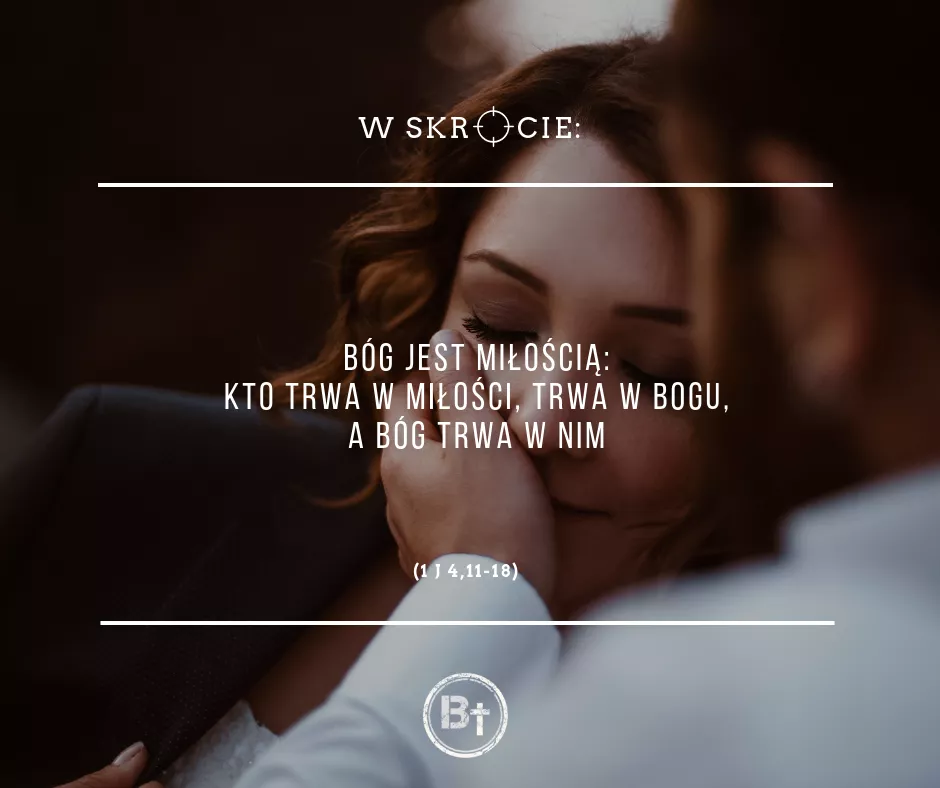 W SKRÓCIE:
BÓG JEST MIŁOŚCIĄ:
KTO TRWA W MIŁOŚCI, TRWA W BOGU,
A BÓG TRWA W NIM
(1 J 4,11-18)
B†